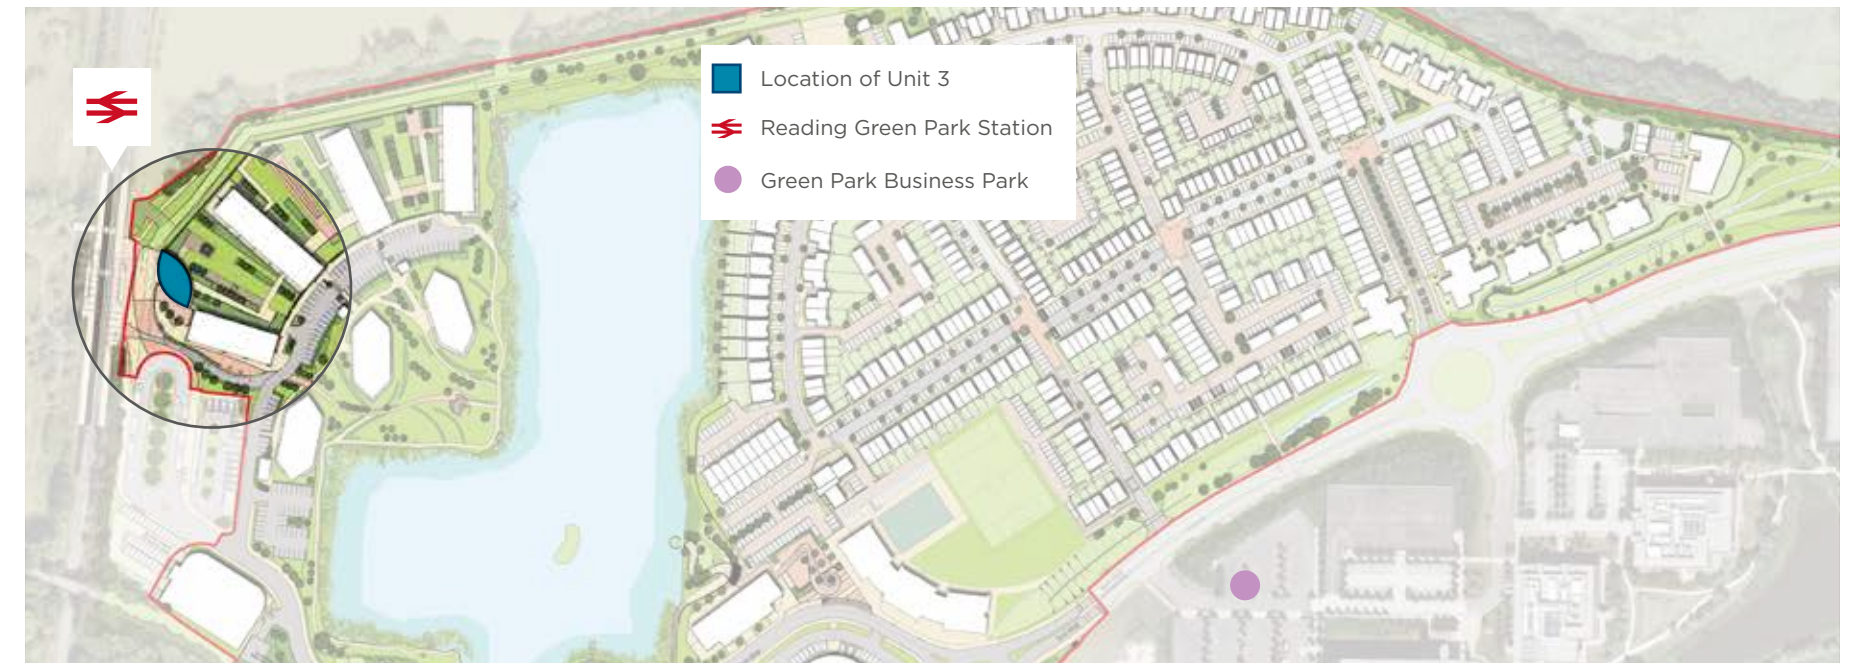 Location of Unit 3
Reading Green Park Station
Green Park Business Park